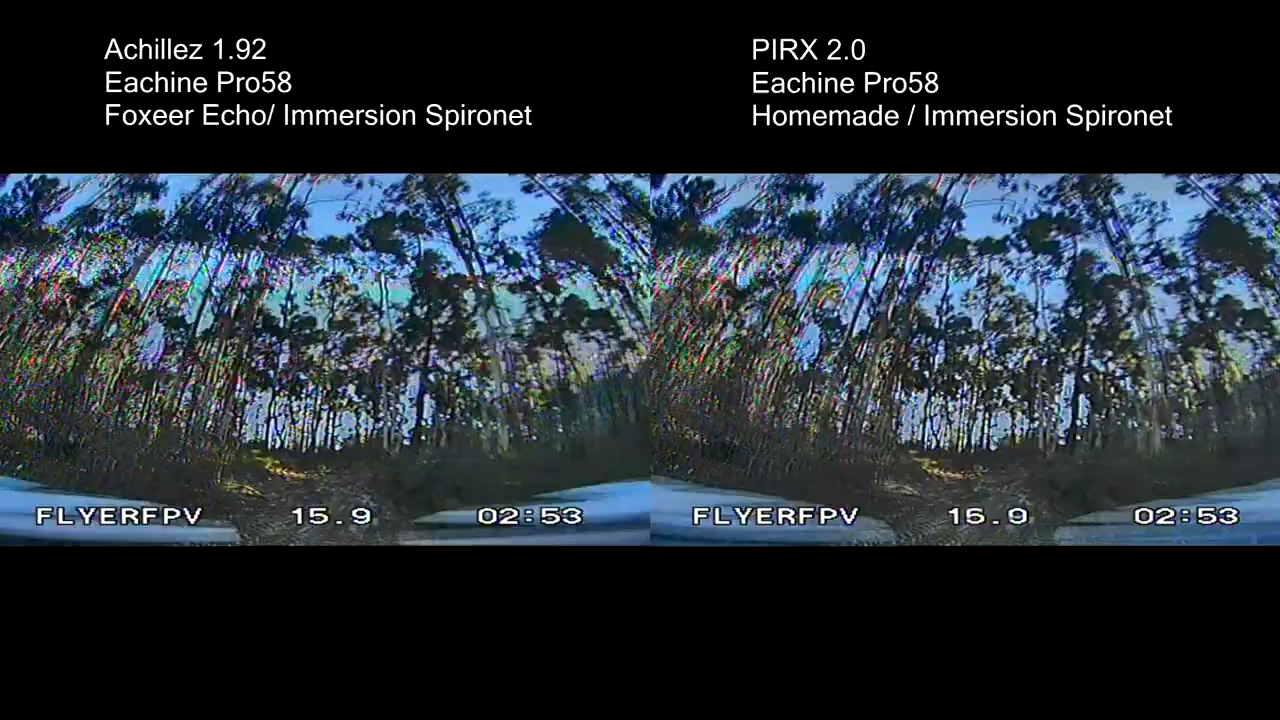 Achillez 1.92
Eachine Pro58
Foxeer Echo/ Immersion Spironet
PIRX 2.0
Eachine Pro58
Homemade / Immersion Spironet
FLYERFPV 15.9 02:53
FLYERFPV 15.9 02:53